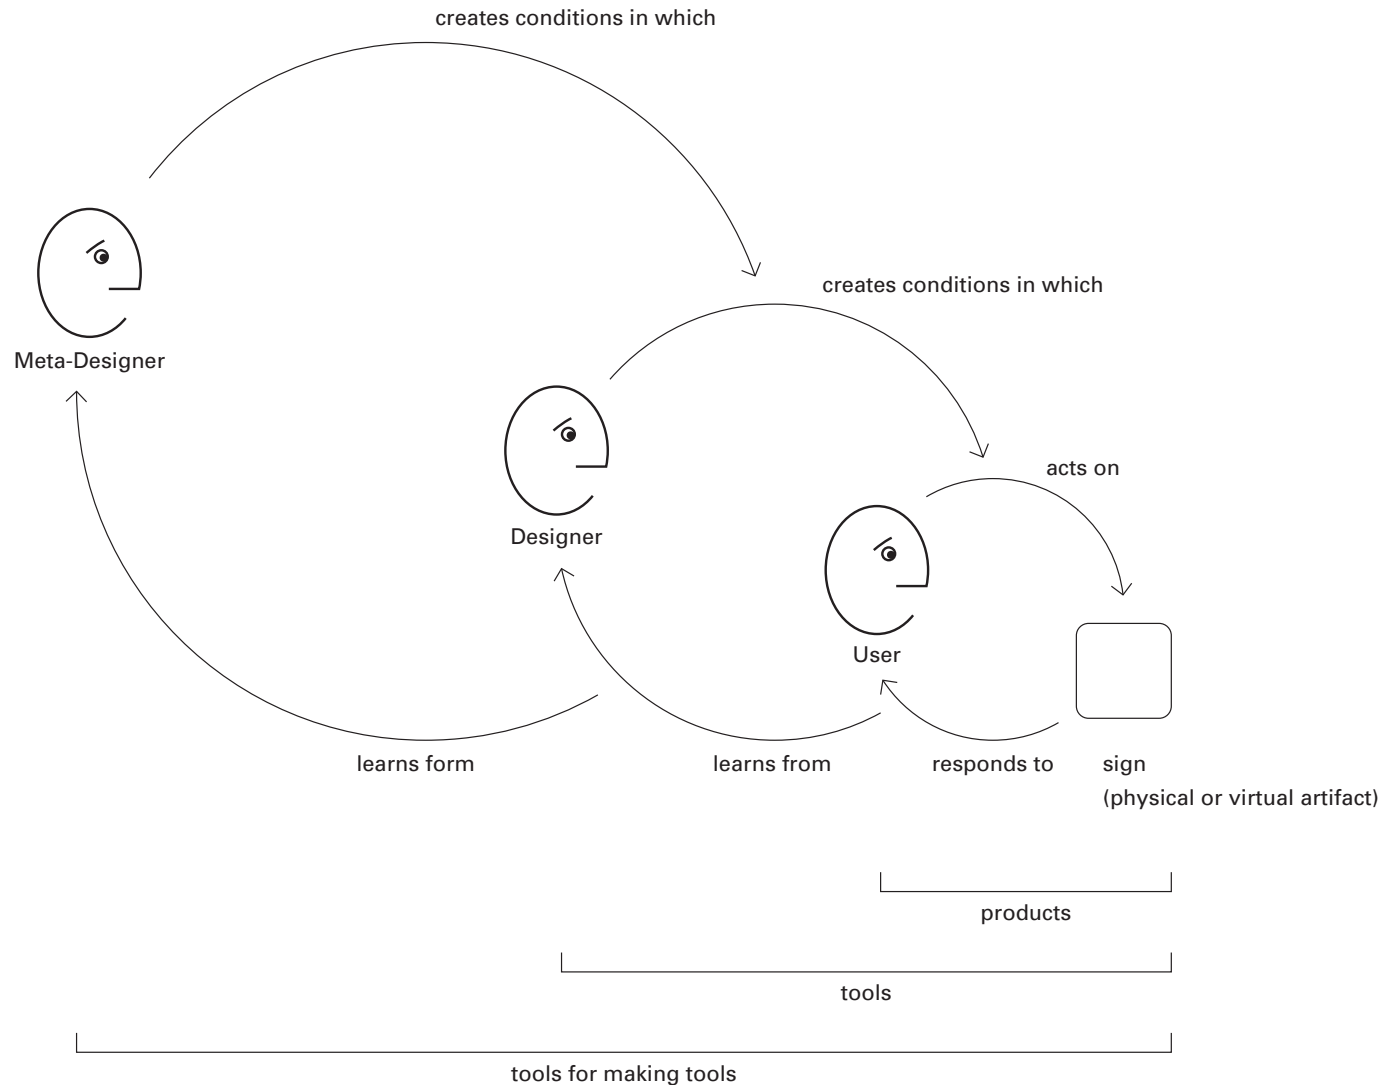 creates conditions in which
creates conditions in which
Meta-Designer
acts on
Designer
User
learns form
learns from
responds to
sign
(physical or virtual artifact)
products
tools
tools for making tools